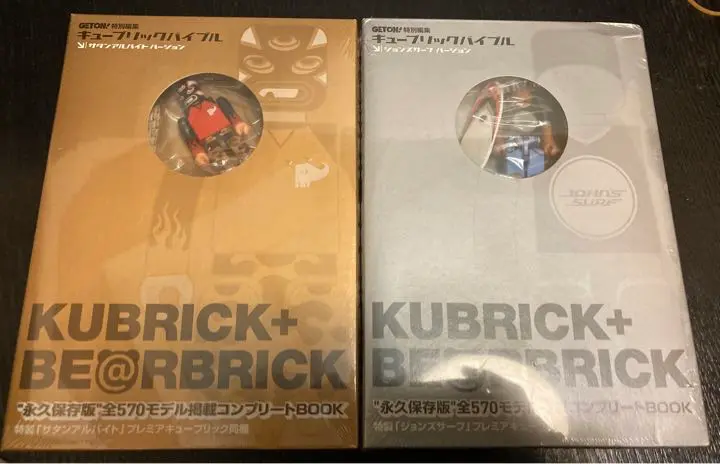 GETON! 特別編集
キューブリックバイブル
サタンアルバイト バージョン
KUBRICK+
BE@RBRICK
"永久保存版"全570モデル掲載コンプリートBOOK
特製「サタンアルバイト」プレミアキューブリック同梱
GETON! 特別編集
キューブリックバイブル
ジョンズサーフ バージョン
JOHN'S
SURF
KUBRICK+
BE@RBRICK
"永久保存版"全570モデ コンプリートBOOK
特製「ジョンズサーフ」プレミアキュー